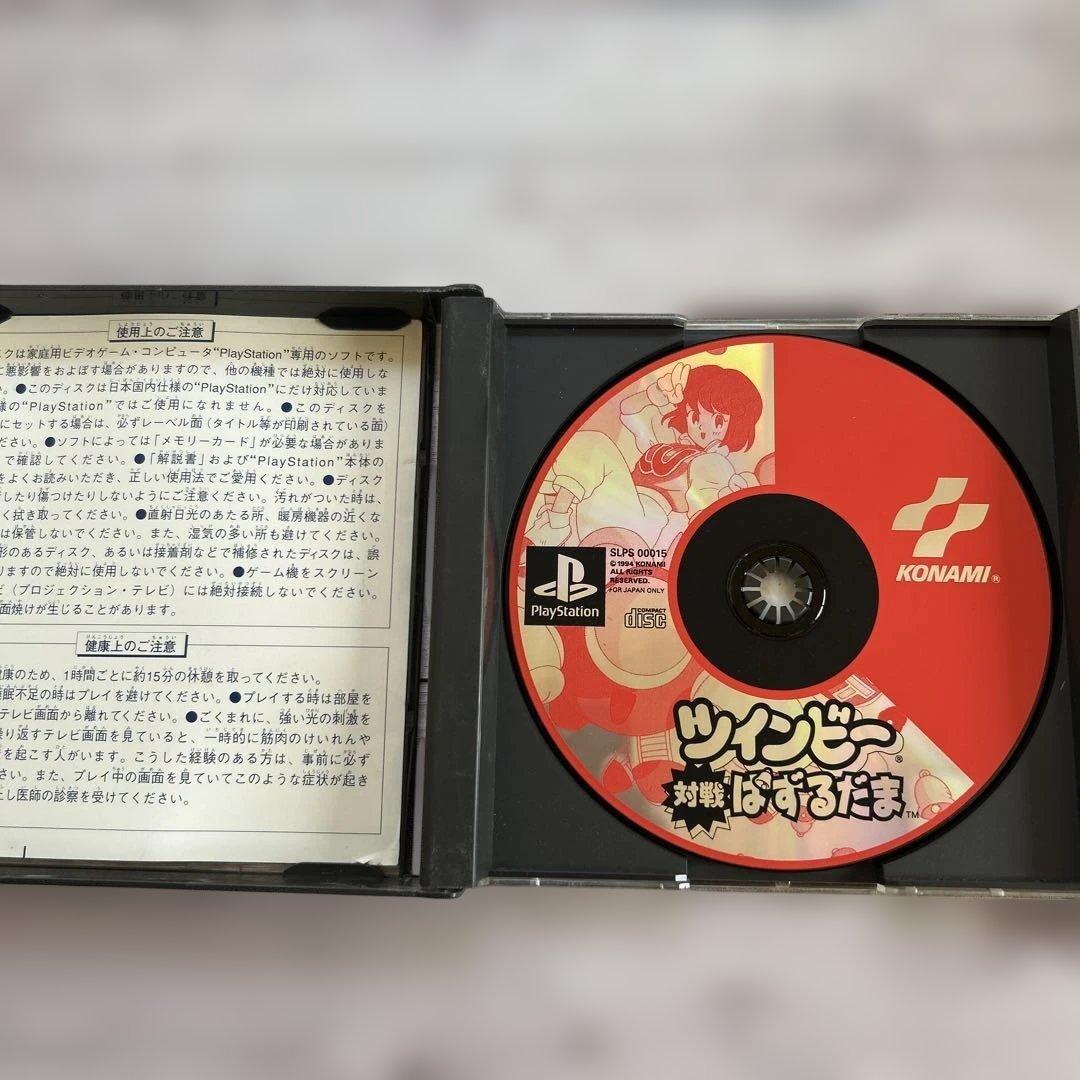 使用上のご注意
スクは家庭用ビデオゲーム・コンピュータ“PlayStation”専用のソフトです。
に悪影響をおよぼす場合がありますので、他の機種では絶対に使用しな
い。●このディスクは日本国内仕様の“PlayStation”にだけ対応していま
様の“PlayStation”ではご使用になれません。●このディスクを
にセットする場合は、必ずレーベル面(タイトル等が印刷されている面)
ださい。●ソフトによっては「メモリーカード」が必要な場合がありま
で確認してください。●「解説書」および“PlayStation”本体の
をよくお読みいただき、正しい使用法でご愛用ください。●ディスク
したり傷つけたりしないようにご注意ください。汚れがついた時は、
く拭き取ってください。●直射日光のあたる所、暖房機器の近くな
は保管しないでください。また、湿気の多い所も避けてください。
形のあるディスク、あるいは接着剤などで補修されたディスクは、誤
りますので絶対に使用しないでください。●ゲーム機をスクリーン
ビ(プロジェクション・テレビ)には絶対接続しないでください。
画面焼けが生じることがあります。
健康上のご注意
健康のため、1時間ごとに約15分の休憩を取ってください。
睡眠不足の時はプレイを避けてください。●プレイする時は部屋を
テレビ画面から離れてください。●ごくまれに、強い光の刺激を
繰り返すテレビ画面を見ていると、一時的に筋肉のけいれんや
を起こす人がいます。こうした経験のある方は、事前に必ず
さい。また、プレイ中の画面を見ていてこのような症状が起き
止し医師の診察を受けてください。
SLPS 00015
©1994 KONAMI
ALL RIGHTS
RESERVED.
FOR JAPAN ONLY
PlayStation
COMPACT
disc
KONAMI®
ツインビー®
対戦ぱずるだま™